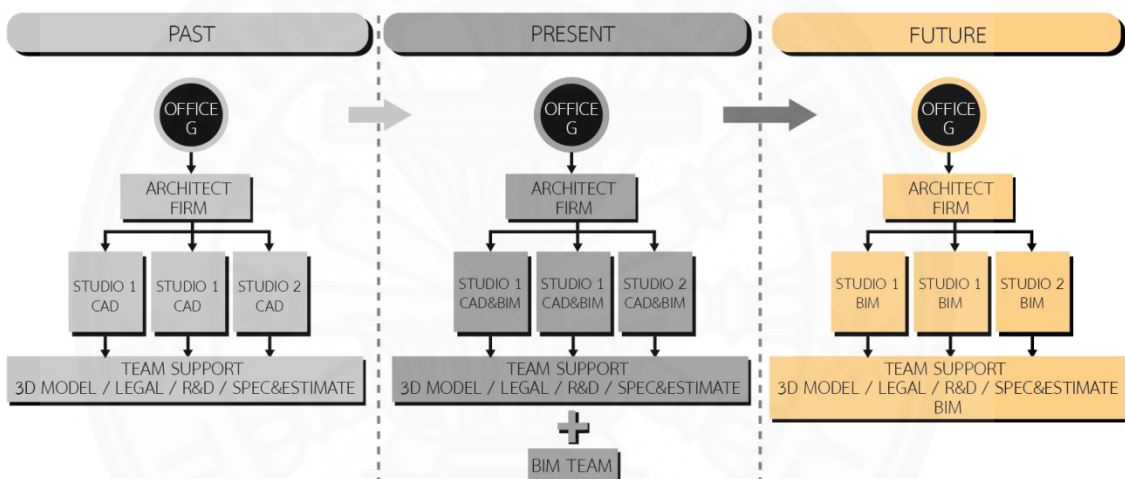 PAST
OFFICE
G
ARCHITECT
FIRM
STUDIO 1
CAD
STUDIO 1
CAD
STUDIO 2
CAD
TEAM SUPPORT
3D MODEL / LEGAL / R&D / SPEC&ESTIMATE
PRESENT
OFFICE
G
ARCHITECT
FIRM
STUDIO 1
CAD&BIM
STUDIO 1
CAD&BIM
STUDIO 2
CAD&BIM
TEAM SUPPORT
3D MODEL / LEGAL / R&D / SPEC&ESTIMATE
+
BIM TEAM
FUTURE
OFFICE
G
ARCHITECT
FIRM
STUDIO 1
BIM
STUDIO 1
BIM
STUDIO 2
BIM
TEAM SUPPORT
3D MODEL / LEGAL / R&D / SPEC&ESTIMATE
BIM